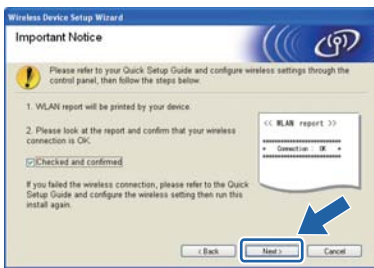 Wireless Device Setup Wizard
Important Notice
Please refer to your Quick Setup Guide and configure wireless settings through the
control panel, then follow the steps below.
1. WLAN report will be printed by your device.
2. Please look at the report and confirm that your wireless
connection is OK.
Checked and confirmed
If you failed the wireless connection, please refer to the Quick
Setup Guide and configure the wireless setting then run this
install again.
<< WLAN report >>
Connection : OK
< Back
Next >
Cancel